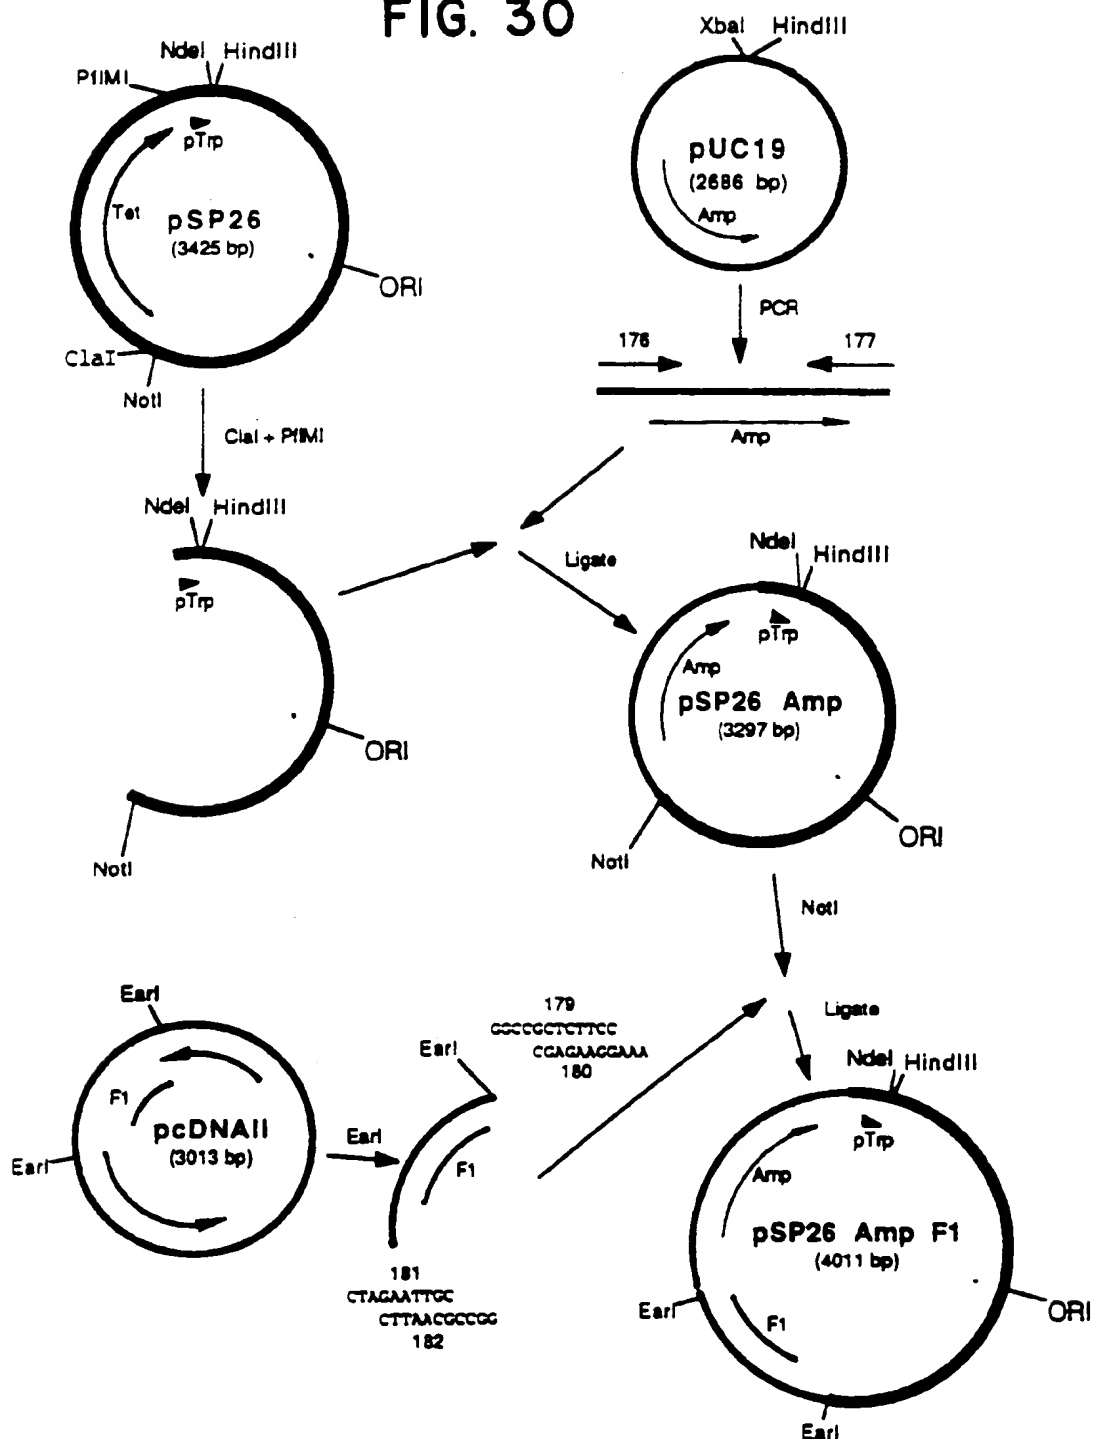 FIG. 30
NdeI HindIII
PflMI
pTrp
Tet
pSP26
(3425 bp)
ORI
ClaI
NotI
XbaI HindIII
pUC19
(2686 bp)
Amp
PCR
176
177
Amp
ClaI + PflMI
NdeI HindIII
pTrp
ORI
NotI
Ligate
NdeI
HindIII
pTrp
Amp
pSP26 Amp
(3297 bp)
ORI
NotI
NotI
EarI
F1
pcDNAII
(3013 bp)
EarI
EarI
EarI
F1
179
GGCCGCTCTTCC
CGAGAAGGAAA
180
181
CTAGAATTGC
CTTAACGCCGG
182
Ligate
NdeI HindIII
pTrp
Amp
pSP26 Amp F1
(4011 bp)
EarI
F1
ORI
EarI